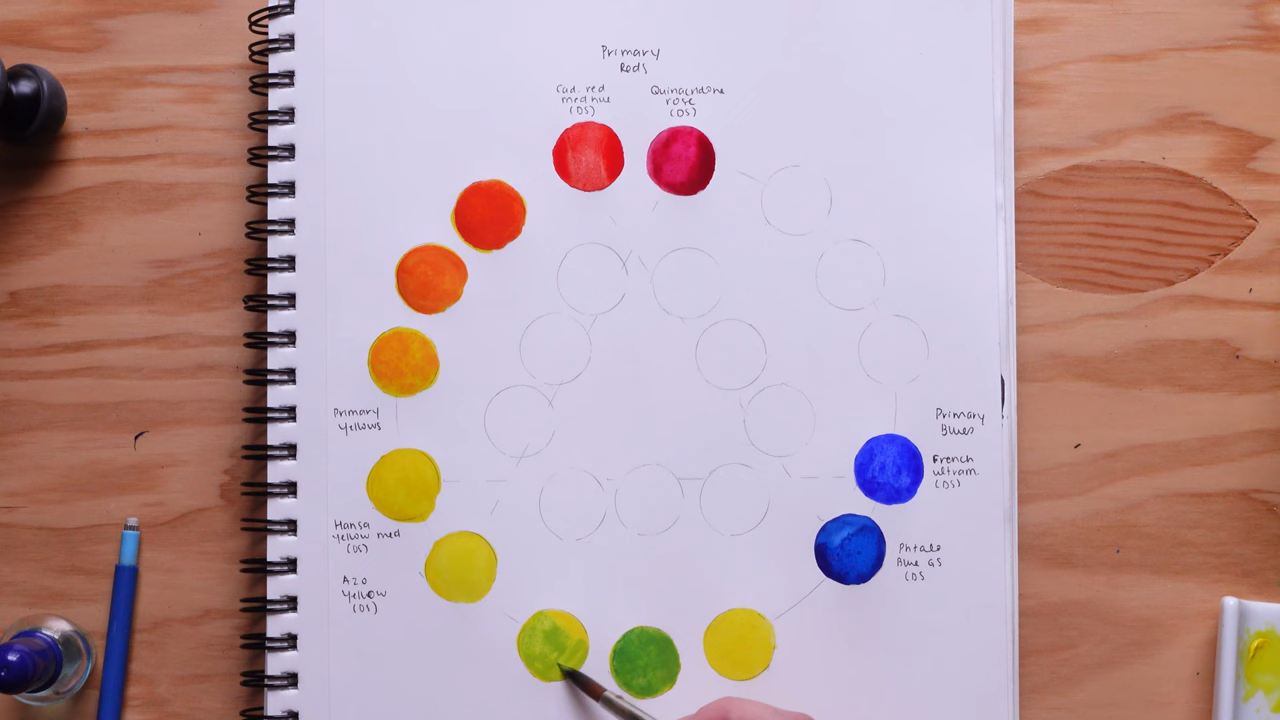 Primary
Reds
Cad. red
med hue
(DS)
Quinacridone
rose
(DS)
Primary
Yellows
Hansa
Yellow med
(DS)
Azo
Yellow
(DS)
Primary
Blues
French
ultram.
(DS)
Phtalo
Blue GS
(DS